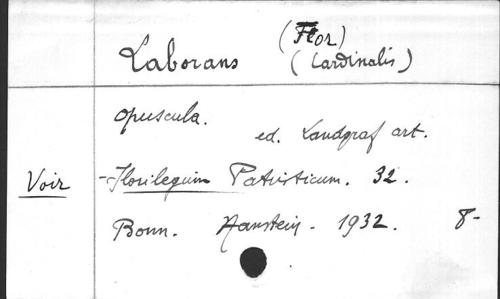 (Flor)
Laborans (Cardinalis)
opuscula.
ed. Landgraf art.
Voir - Florilegium Patristicum. 32.
Bonn. Hanstein. 1932. 8-